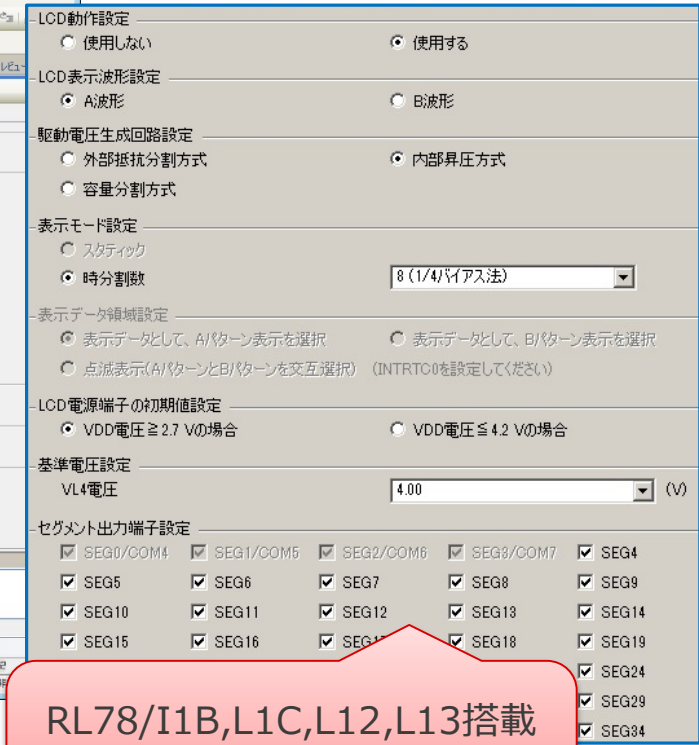 LCD動作設定
使用しない 使用する
LCD表示波形設定
A波形 B波形
駆動電圧生成回路設定
外部抵抗分割方式 内部昇圧方式
容量分割方式
表示モード設定
スタティック
時分割数 8 (1/4バイアス法)
表示データ領域設定
表示データとして、Aパターン表示を選択 表示データとして、Bパターン表示を選択
点滅表示(AパターンとBパターンを交互選択) (INTRTC0を設定してください)
LCD電源端子の初期値設定
VDD電圧≧2.7 Vの場合 VDD電圧≦4.2 Vの場合
基準電圧設定
VL4電圧 4.00 (V)
セグメント出力端子設定
SEG0/COM4 SEG1/COM5 SEG2/COM6 SEG3/COM7 SEG4
SEG5 SEG6 SEG7 SEG8 SEG9
SEG10 SEG11 SEG12 SEG13 SEG14
SEG15 SEG16 SEG18 SEG19
SEG24
SEG29
SEG34
RL78/I1B,L1C,L12,L13搭載